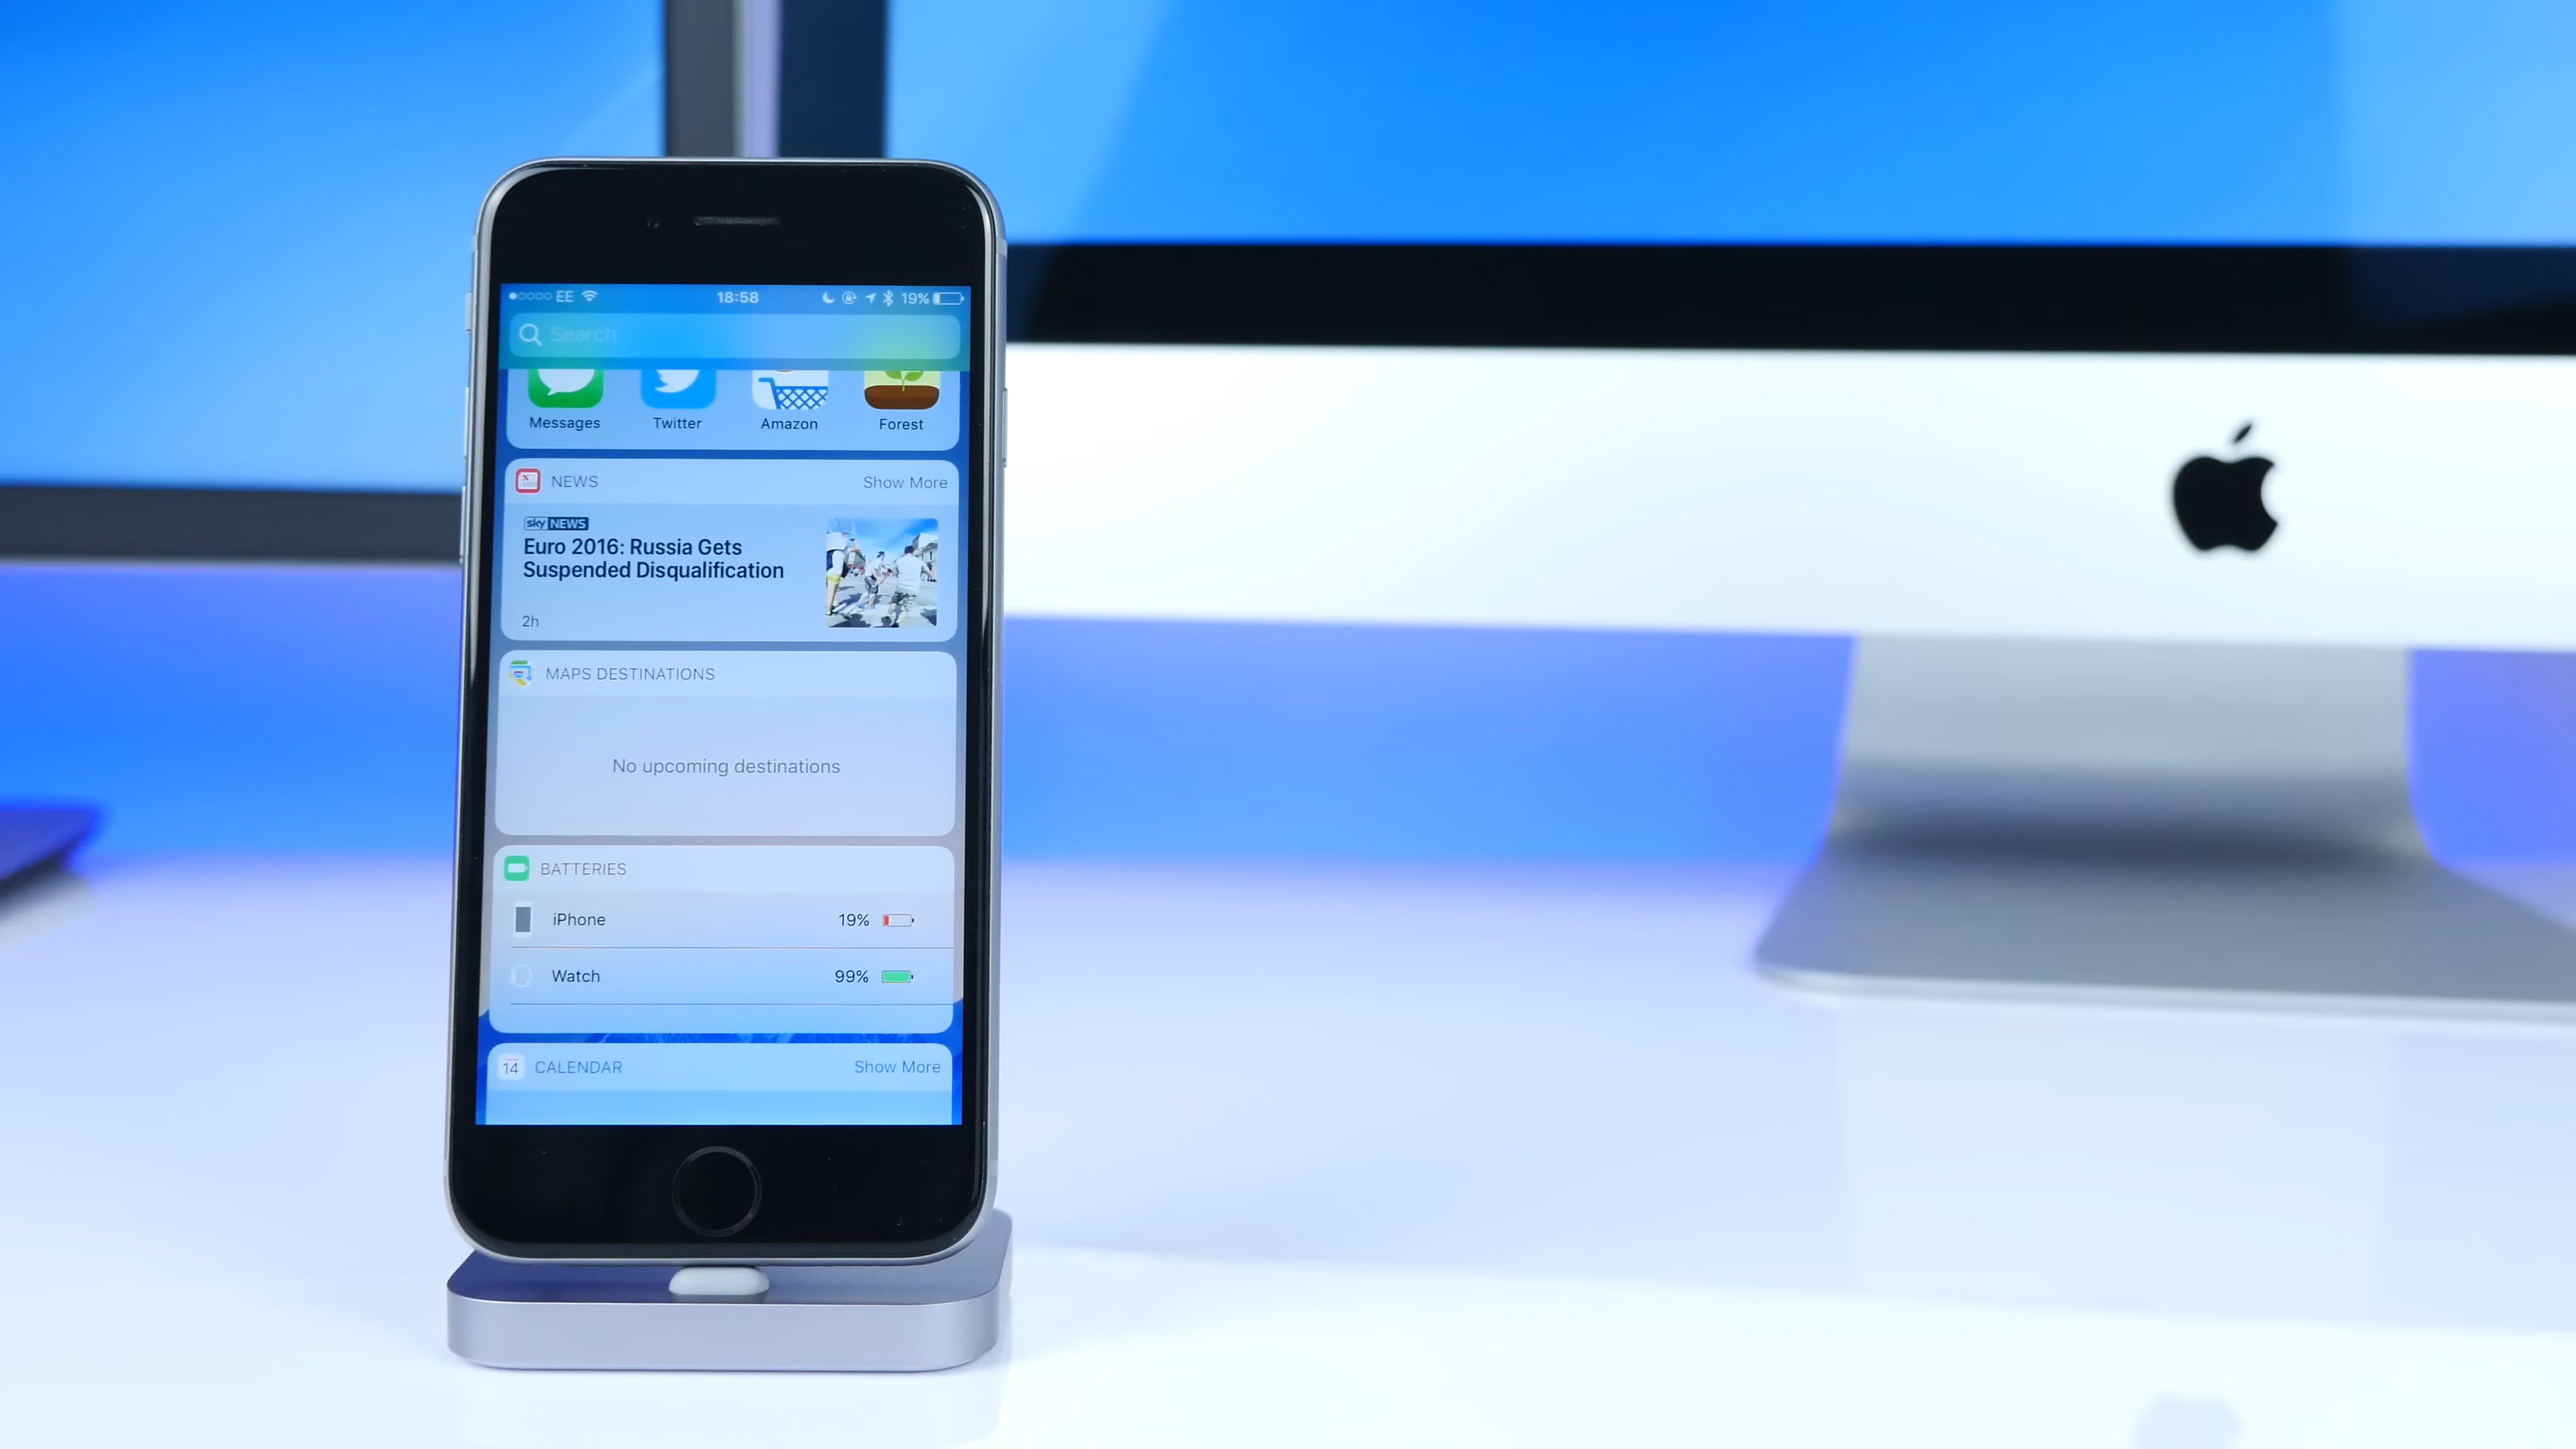 EE 18:58 19%
Search
Messages Twitter Amazon Forest
NEWS Show More
sky NEWS
Euro 2016: Russia Gets
Suspended Disqualification
2h
MAPS DESTINATIONS
No upcoming destinations
BATTERIES
iPhone 19%
Watch 99%
14 CALENDAR Show More